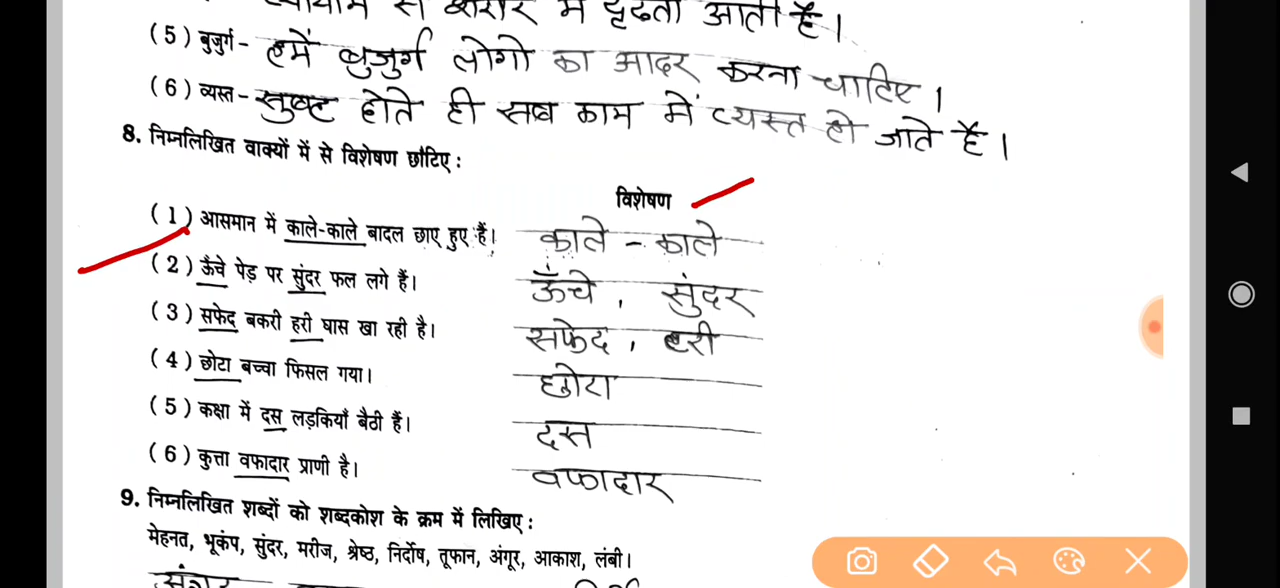 व्यायाम से शरीर में दृढ़ता आती है।
(5) बुजुर्ग- हमें बुजुर्ग लोगो का आदर करना चाहिए।
(6) व्यस्त- सुबह होते ही सब काम में व्यस्त हो जाते है।
8. निम्नलिखित वाक्यों में से विशेषण छाँटिए :
विशेषण
(1) आसमान में काले-काले बादल छाए हुए हैं। काले - काले
(2) ऊँचे पेड़ पर सुंदर फल लगे हैं। ऊँचे , सुंदर
(3) सफेद बकरी हरी घास खा रही है। सफेद , हरी
(4) छोटा बच्चा फिसल गया। छोटा
(5) कक्षा में दस लड़कियाँ बैठी हैं। दस
(6) कुत्ता वफादार प्राणी है। वफादार
9. निम्नलिखित शब्दों को शब्दकोश के क्रम में लिखिए :
मेहनत, भूकंप, सुंदर, मरीज, श्रेष्ठ, निर्दोष, तूफान, अंगूर, आकाश, लंबी।